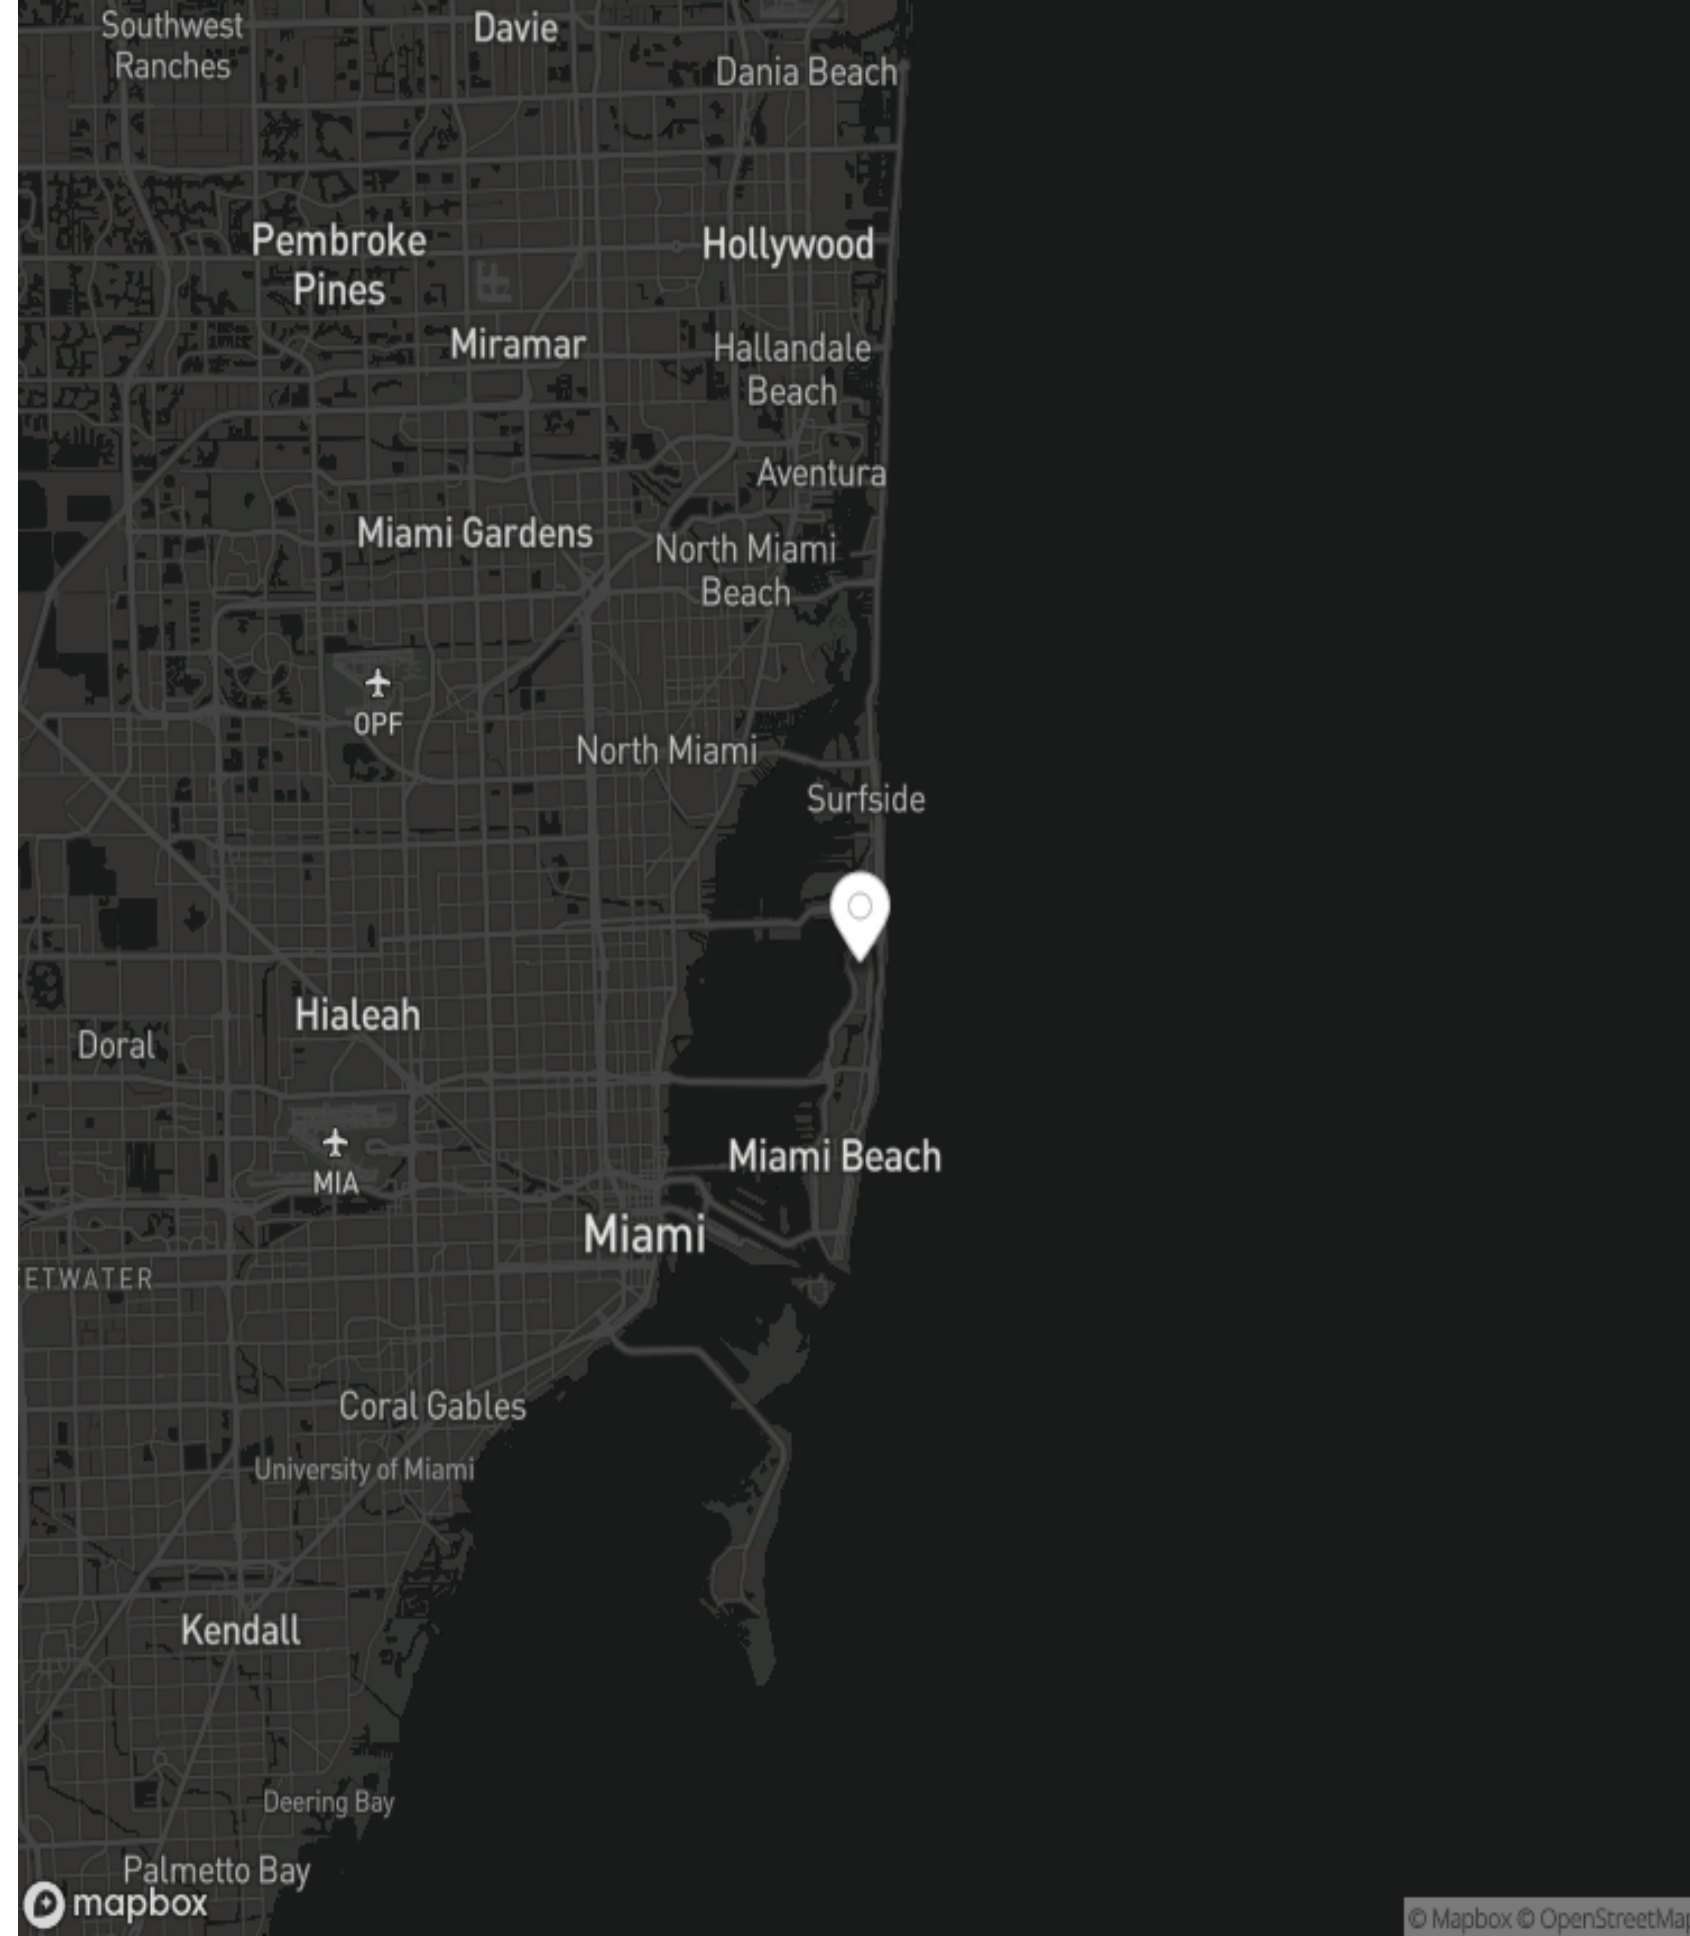 Southwest
Ranches
Davie
Dania Beach
Pembroke
Pines
Hollywood
Miramar
Hallandale
Beach
Aventura
Miami Gardens
North Miami
Beach
OPF
North Miami
Surfside
Hialeah
Doral
MIA
Miami Beach
Miami
ETWATER
Coral Gables
University of Miami
Kendall
Deering Bay
Palmetto Bay
mapbox
© Mapbox © OpenStreetMap